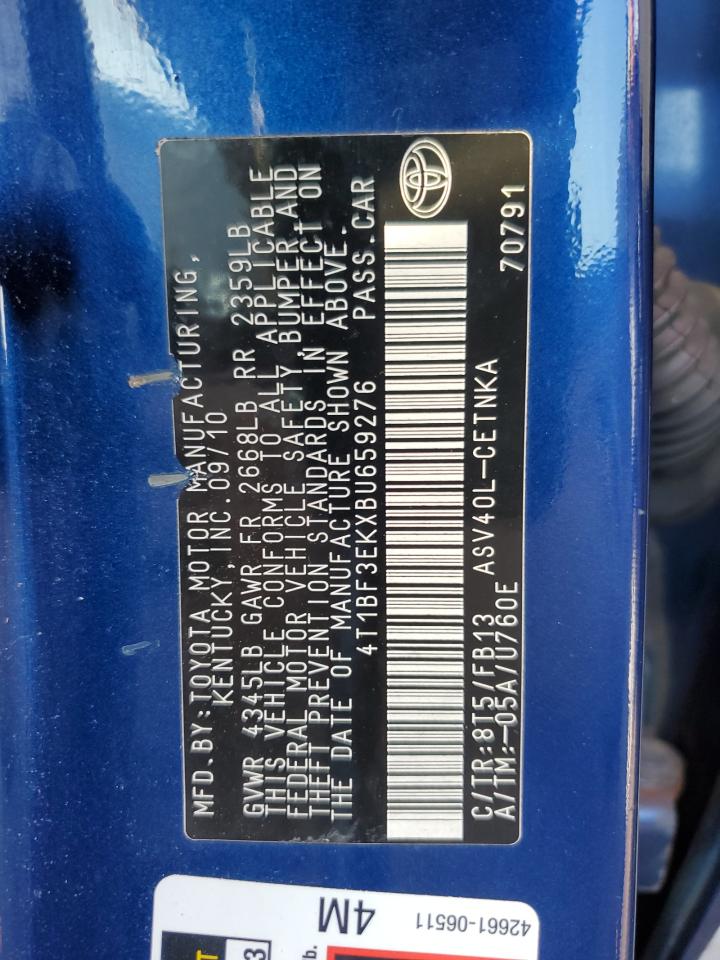 MFD.BY:TOYOTA MOTOR MANUFACTURING,
KENTUCKY, INC.09/10
GVWR 4345LB GAWR FR 2668LB RR 2359LB
THIS VEHICLE CONFORMS TO ALL APPLICABLE
FEDERAL MOTOR VEHICLE SAFETY,BUMPER,AND
THEFT PREVENTION STANDARDS IN EFFECT ON
THE DATE OF MANUFACTURE SHOWN ABOVE.
4T1BF3EKXBU659276 PASS.CAR
C/TR:8T5/FB13 ASV40L-CETNKA
A/TM:-05A/U760E 70791
4M
42661-06511